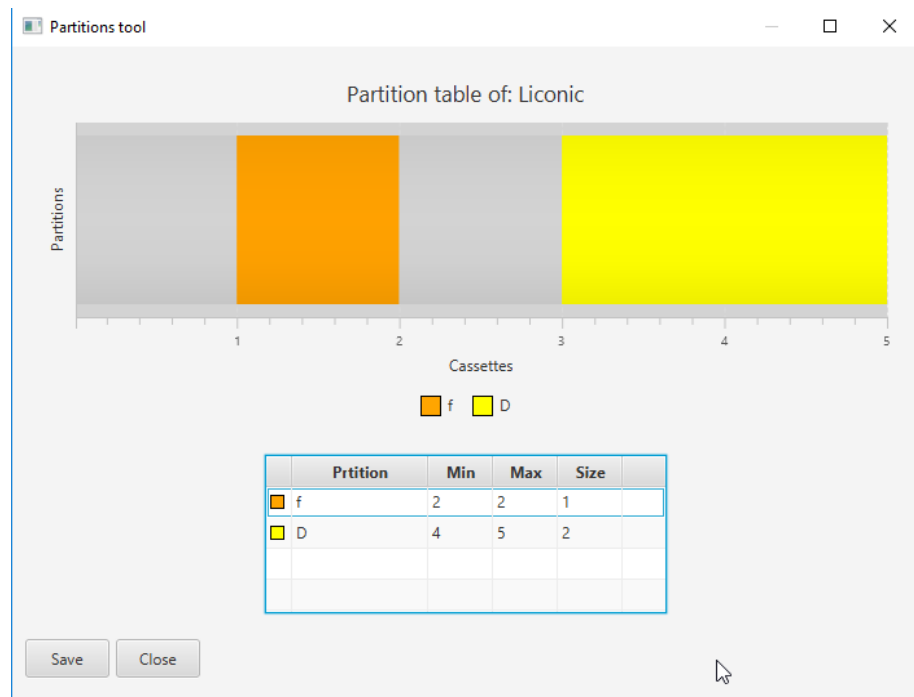 Partitions tool
Partition table of: Liconic
Partitions
1 2 3 4 5
Cassettes
f D
Prtition Min Max Size
f 2 2 1
D 4 5 2
Save Close